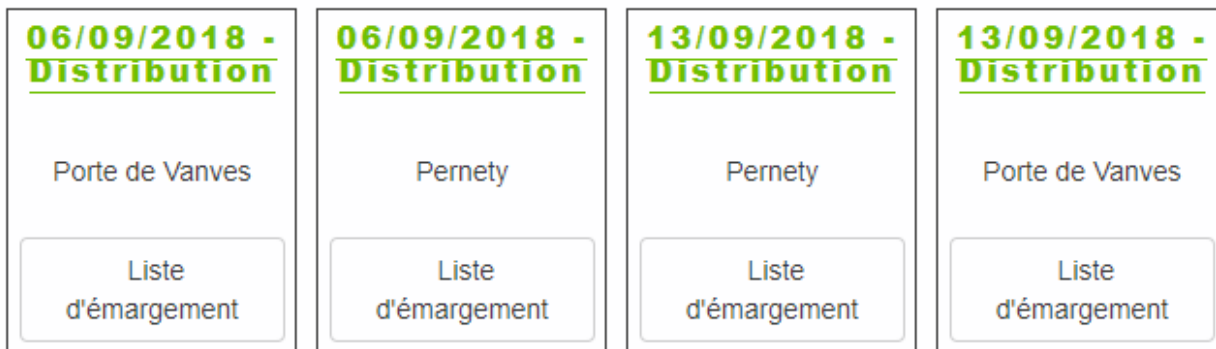 06/09/2018 -
Distribution
Porte de Vanves
Liste
d'émargement
06/09/2018 -
Distribution
Pernety
Liste
d'émargement
13/09/2018 -
Distribution
Pernety
Liste
d'émargement
13/09/2018 -
Distribution
Porte de Vanves
Liste
d'émargement